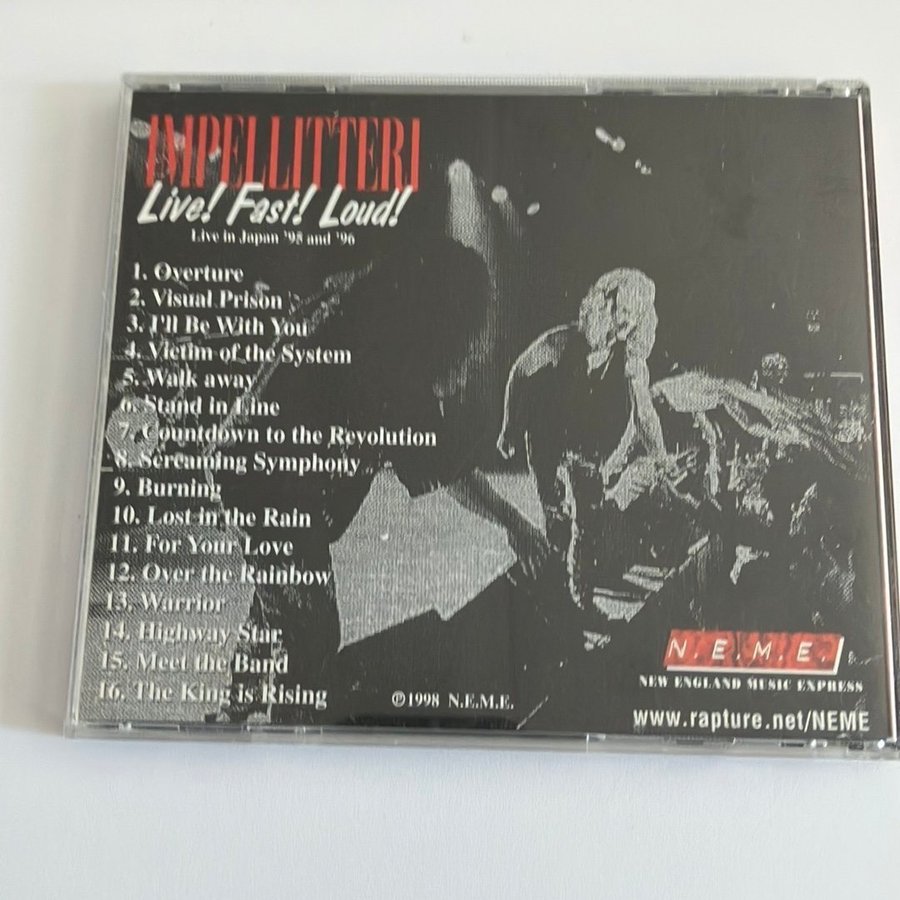 IMPELLITTERI
Live! Fast! Loud!
Live in Japan '95 and '96
1. Overture
2. Visual Prison
3. I'll Be With You
4. Victim of the System
5. Walk away
6. Stand in Line
7. Countdown to the Revolution
8. Screaming Symphony
9. Burning
10. Lost in the Rain
11. For Your Love
12. Over the Rainbow
13. Warrior
14. Highway Star
15. Meet the Band
16. The King is Rising
℗1998 N.E.M.E.
N.E.M.E.
NEW ENGLAND MUSIC EXPRESS
www.rapture.net/NEME